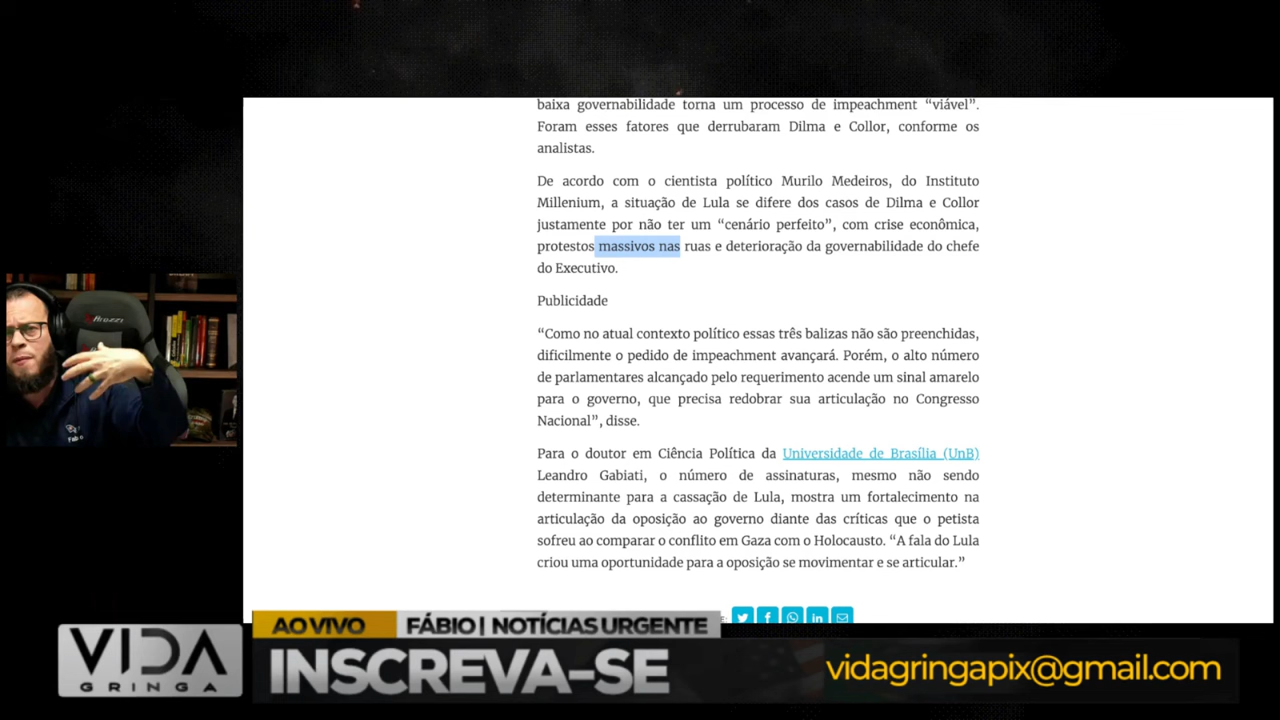 baixa governabilidade torna um processo de impeachment “viável”.
Foram esses fatores que derrubaram Dilma e Collor, conforme os
analistas.
De acordo com o cientista político Murilo Medeiros, do Instituto
Millenium, a situação de Lula se difere dos casos de Dilma e Collor
justamente por não ter um “cenário perfeito”, com crise econômica,
protestos massivos nas ruas e deterioração da governabilidade do chefe
do Executivo.
Publicidade
“Como no atual contexto político essas três balizas não são preenchidas,
dificilmente o pedido de impeachment avançará. Porém, o alto número
de parlamentares alcançado pelo requerimento acende um sinal amarelo
para o governo, que precisa redobrar sua articulação no Congresso
Nacional”, disse.
Para o doutor em Ciência Política da Universidade de Brasília (UnB)
Leandro Gabiati, o número de assinaturas, mesmo não sendo
determinante para a cassação de Lula, mostra um fortalecimento na
articulação da oposição ao governo diante das críticas que o petista
sofreu ao comparar o conflito em Gaza com o Holocausto. “A fala do Lula
criou uma oportunidade para a oposição se movimentar e se articular.”
Arozzi
AO VIVO
FÁBIO | NOTÍCIAS URGENTE
VIDA
GRINGA
INSCREVA-SE
vidagringapix@gmail.com